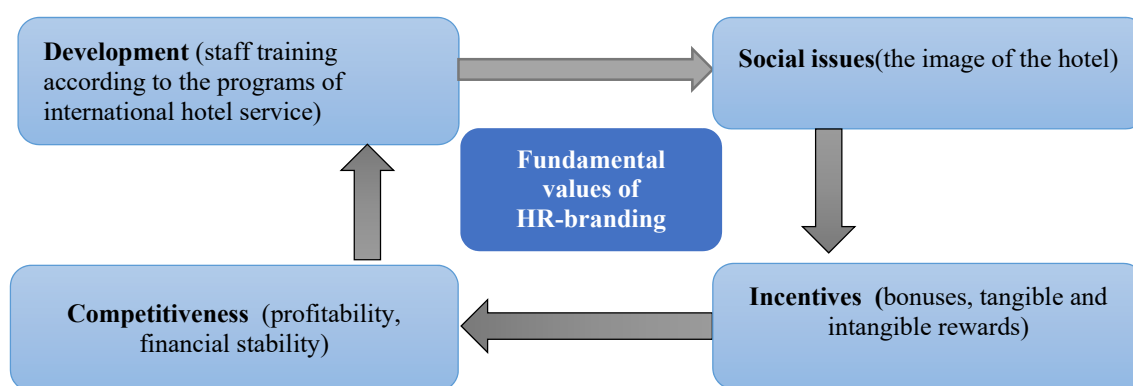 Development (staff training
according to the programs of
international hotel service)
Social issues(the image of the hotel)
Fundamental
values of
HR-branding
Competitiveness (profitability,
financial stability)
Incentives (bonuses, tangible and
intangible rewards)